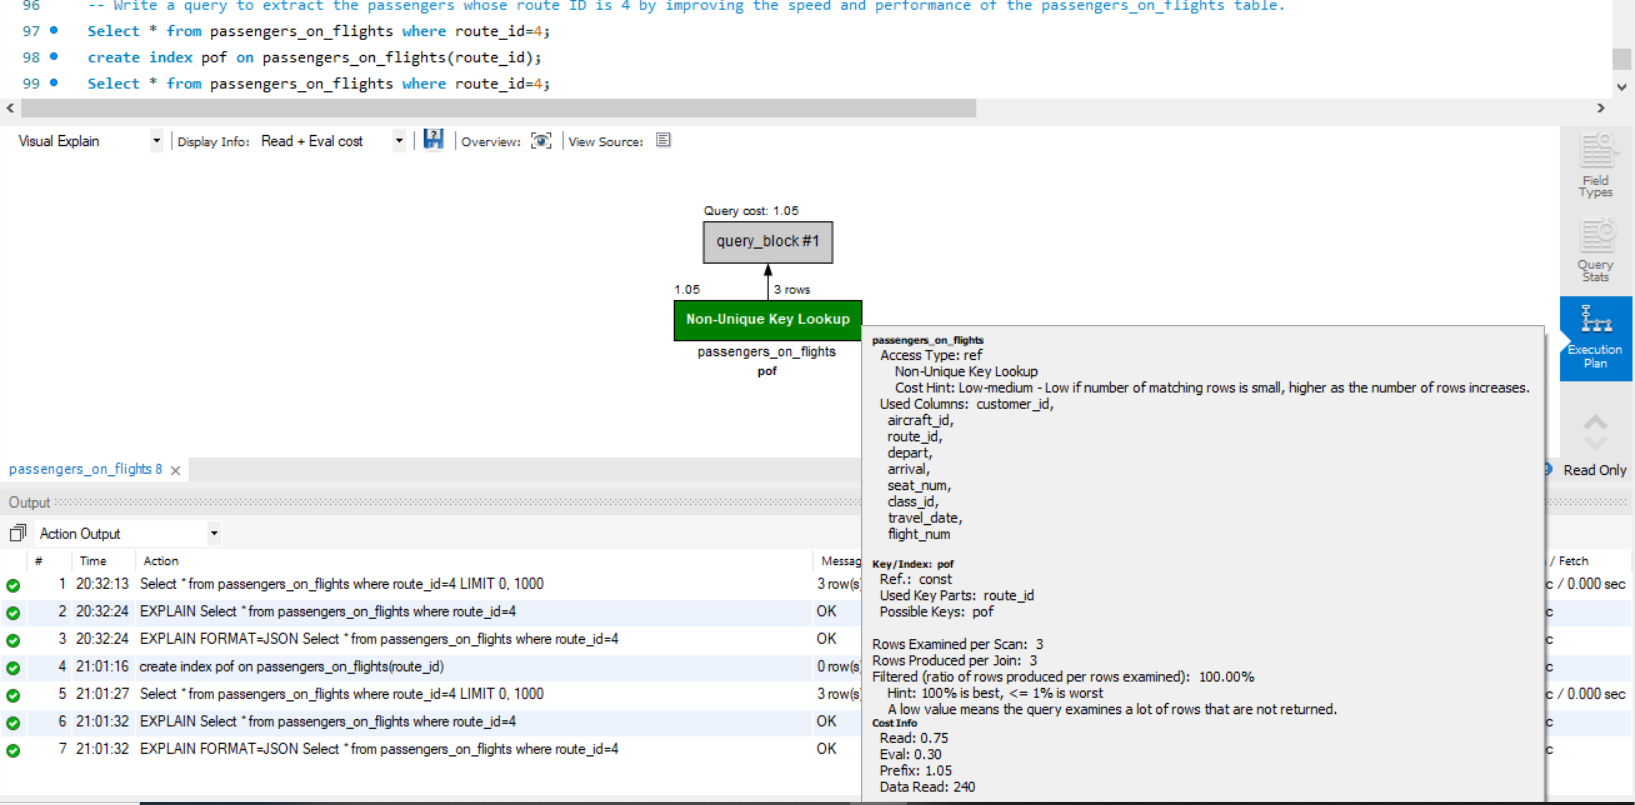 96 -- Write a query to extract the passengers whose route ID is 4 by improving the speed and performance of the passengers_on_flights table.
97 Select * from passengers_on_flights where route_id=4;
98 create index pof on passengers_on_flights(route_id);
99 Select * from passengers_on_flights where route_id=4;
Visual Explain Display Info: Read + Eval cost Overview: View Source:
Field
Types
Query
Stats
Execution
Plan
Query cost: 1.05
query_block #1
1.05 3 rows
Non-Unique Key Lookup
passengers_on_flights
pof
passengers_on_flights
Access Type: ref
Non-Unique Key Lookup
Cost Hint: Low-medium - Low if number of matching rows is small, higher as the number of rows increases.
Used Columns: customer_id,
aircraft_id,
route_id,
depart,
arrival,
seat_num,
class_id,
travel_date,
flight_num
Key/Index: pof
Ref.: const
Used Key Parts: route_id
Possible Keys: pof
Rows Examined per Scan: 3
Rows Produced per Join: 3
Filtered (ratio of rows produced per rows examined): 100.00%
Hint: 100% is best, <= 1% is worst
A low value means the query examines a lot of rows that are not returned.
Cost Info
Read: 0.75
Eval: 0.30
Prefix: 1.05
Data Read: 240
passengers_on_flights 8 Read Only
Output
Action Output
# Time Action Messag / Fetch
1 20:32:13 Select * from passengers_on_flights where route_id=4 LIMIT 0, 1000 3 row(s c / 0.000 sec
2 20:32:24 EXPLAIN Select * from passengers_on_flights where route_id=4 OK c
3 20:32:24 EXPLAIN FORMAT=JSON Select * from passengers_on_flights where route_id=4 OK c
4 21:01:16 create index pof on passengers_on_flights(route_id) 0 row(s c
5 21:01:27 Select * from passengers_on_flights where route_id=4 LIMIT 0, 1000 3 row(s c / 0.000 sec
6 21:01:32 EXPLAIN Select * from passengers_on_flights where route_id=4 OK c
7 21:01:32 EXPLAIN FORMAT=JSON Select * from passengers_on_flights where route_id=4 OK c